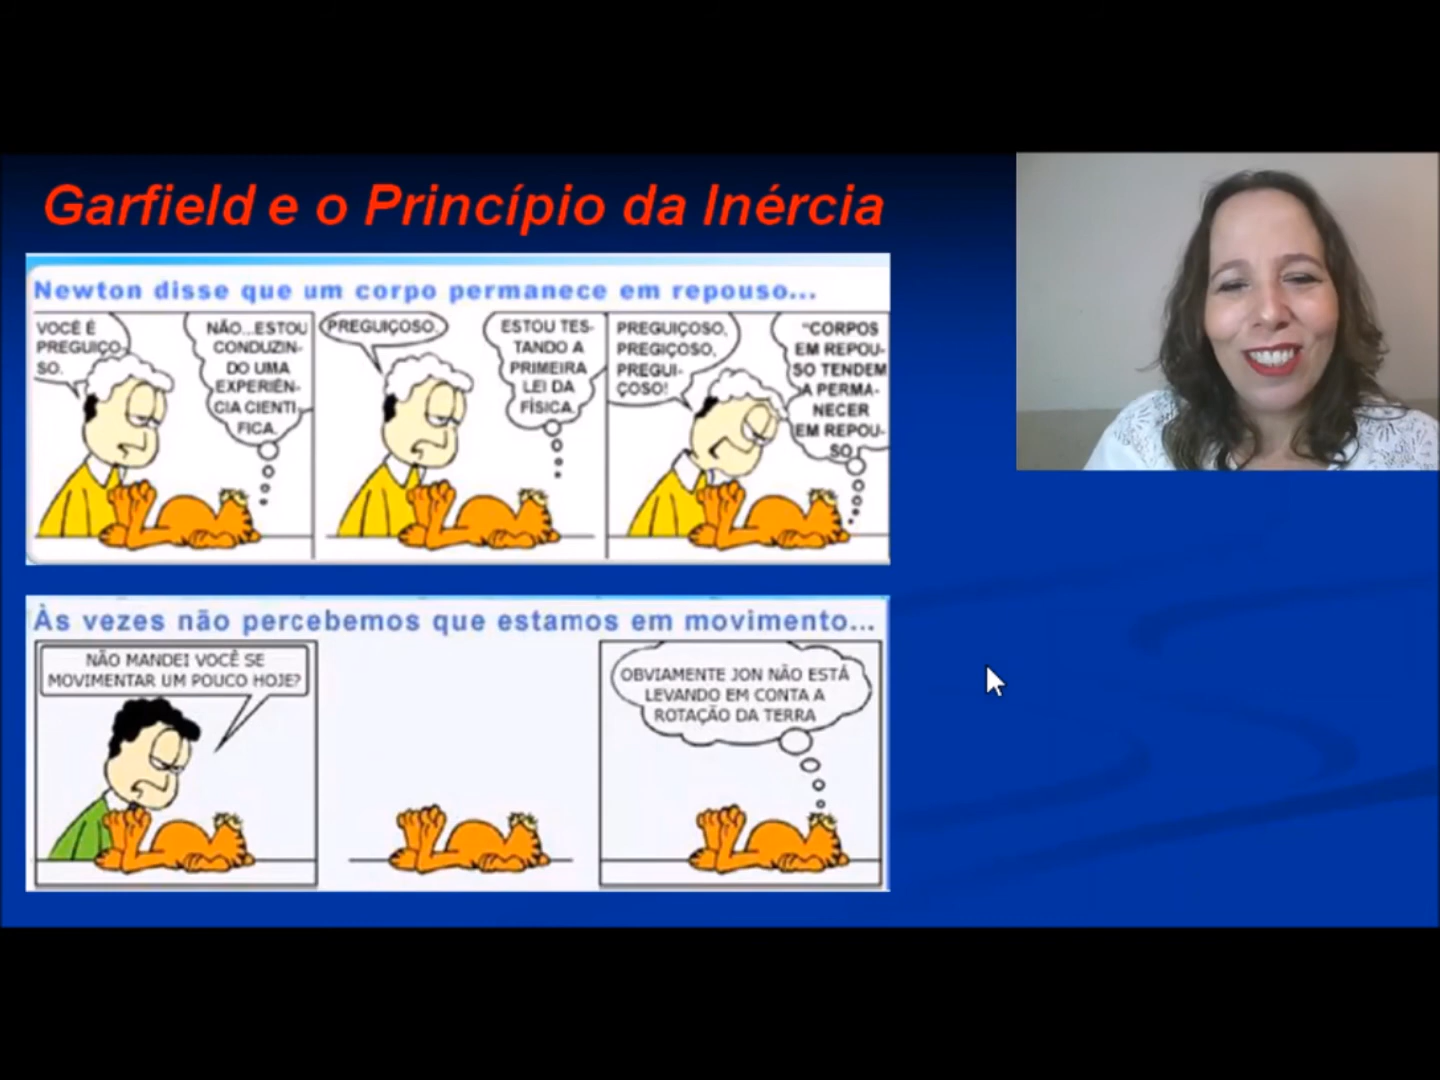 Garfield e o Princípio da Inércia
Newton disse que um corpo permanece em repouso...
VOCÊ É
PREGUIÇO-
SO.
NÃO...ESTOU
CONDUZIN-
DO UMA
EXPERIÊN-
CIA CIENTI-
FICA.
PREGUIÇOSO.
ESTOU TES-
TANDO A
PRIMEIRA
LEI DA
FÍSICA.
PREGUIÇOSO,
PREGIÇOSO,
PREGUI-
ÇOSO!
"CORPOS
EM REPOU-
SO TENDEM
A PERMA-
NECER
EM REPOU-
SO
Às vezes não percebemos que estamos em movimento...
NÃO MANDEI VOCÊ SE
MOVIMENTAR UM POUCO HOJE?
OBVIAMENTE JON NÃO ESTÁ
LEVANDO EM CONTA A
ROTAÇÃO DA TERRA